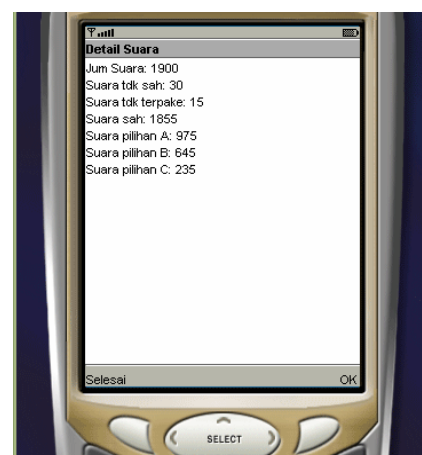 Detail Suara
Jum Suara: 1900
Suara tdk sah: 30
Suara tdk terpake: 15
Suara sah: 1855
Suara pilihan A: 975
Suara pilihan B: 645
Suara pilihan C: 235
Selesai OK
SELECT